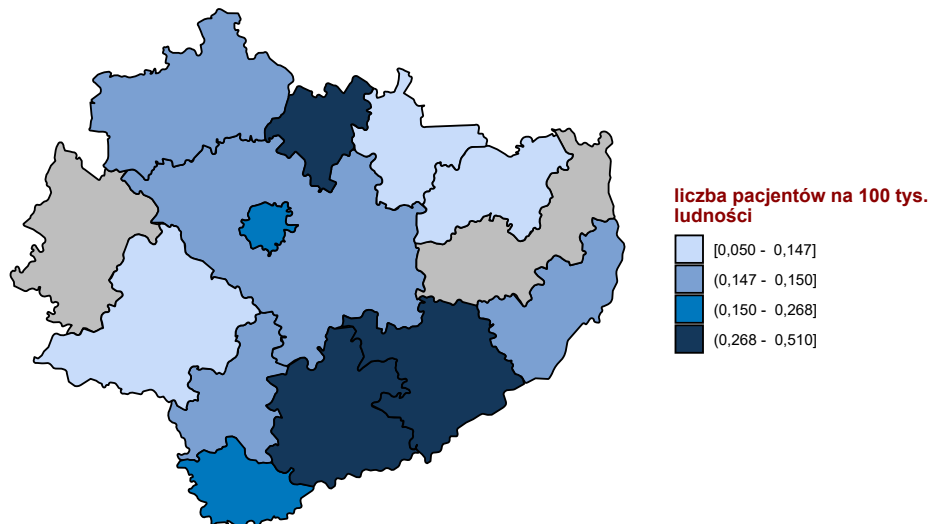 liczba pacjentów na 100 tys.
ludności
[0,050 - 0,147]
(0,147 - 0,150]
(0,150 - 0,268]
(0,268 - 0,510]